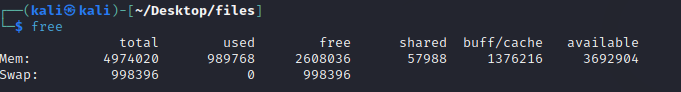 ┌──(kali㉿kali)-[~/Desktop/files]
└─$ free
               total        used        free      shared  buff/cache   available
Mem:         4974020      989768     2608036       57988     1376216     3692904
Swap:         998396           0      998396